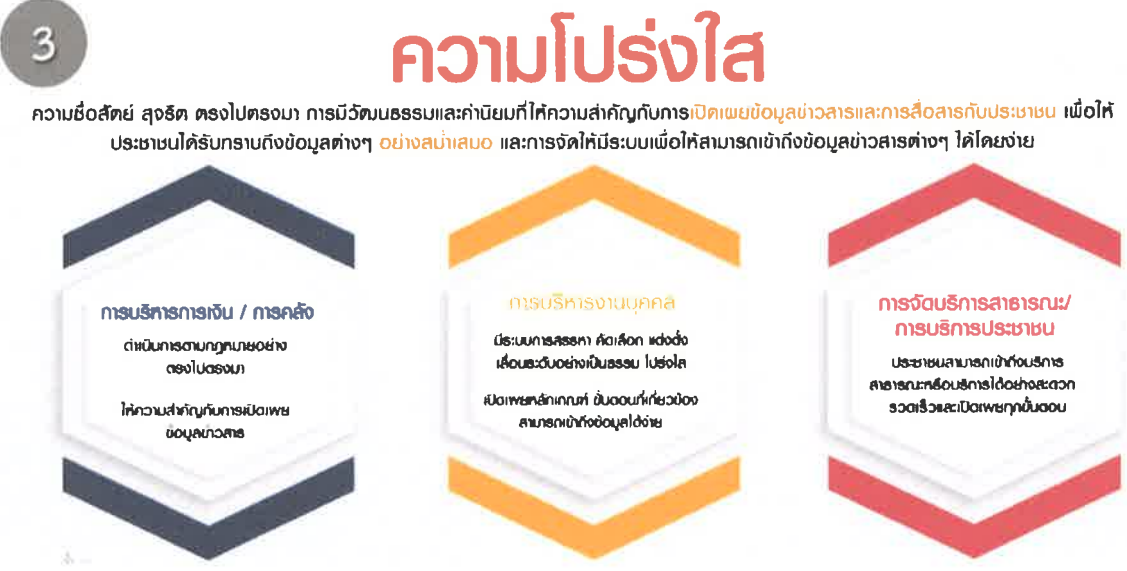 3
ความโปร่งใส
ความซื่อสัตย์ สุจริต ตรงไปตรงมา การมีวัฒนธรรมและค่านิยมที่ให้ความสำคัญกับการเปิดเผยข้อมูลข่าวสารและการสื่อสารกับประชาชน เพื่อให้
ประชาชนได้รับทราบถึงข้อมูลต่างๆ อย่างสม่ำเสมอ และการจัดให้มีระบบเพื่อให้สามารถเข้าถึงข้อมูลข่าวสารต่างๆ ได้โดยง่าย
การบริหารการเงิน / การคลัง
ดำเนินการตามกฎหมายอย่าง
ตรงไปตรงมา
ให้ความสำคัญกับการเปิดเผย
ข้อมูลข่าวสาร
การบริหารงานบุคคล
มีระบบการสรรหา คัดเลือก แต่งตั้ง
เลื่อนระดับอย่างเป็นธรรม โปร่งใส
เปิดเผยหลักเกณฑ์ ขั้นตอนที่เกี่ยวข้อง
สามารถเข้าถึงข้อมูลได้ง่าย
การจัดบริการสาธารณะ/
การบริการประชาชน
ประชาชนสามารถเข้าถึงบริการ
สาธารณะหรือบริการได้อย่างสะดวก
รวดเร็วและเปิดเผยทุกขั้นตอน